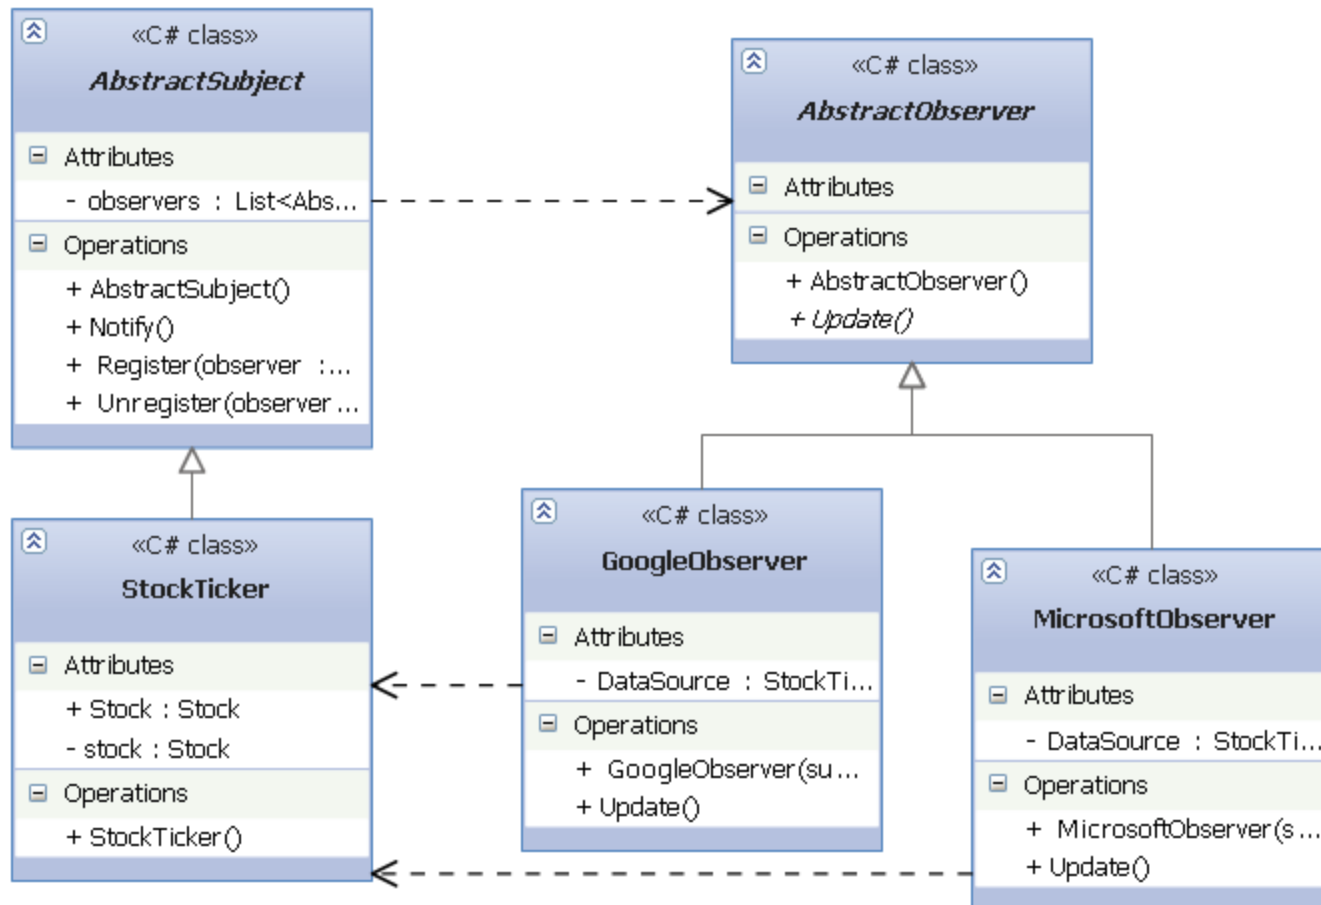 «C# class»
AbstractSubject
Attributes
- observers : List<Abs...
Operations
+ AbstractSubject()
+ Notify()
+ Register(observer :...
+ Unregister(observer...
«C# class»
AbstractObserver
Attributes
Operations
+ AbstractObserver()
+ Update()
«C# class»
StockTicker
Attributes
+ Stock : Stock
- stock : Stock
Operations
+ StockTicker()
«C# class»
GoogleObserver
Attributes
- DataSource : StockTi...
Operations
+ GoogleObserver(su...
+ Update()
«C# class»
MicrosoftObserver
Attributes
- DataSource : StockTi...
Operations
+ MicrosoftObserver(s...
+ Update()